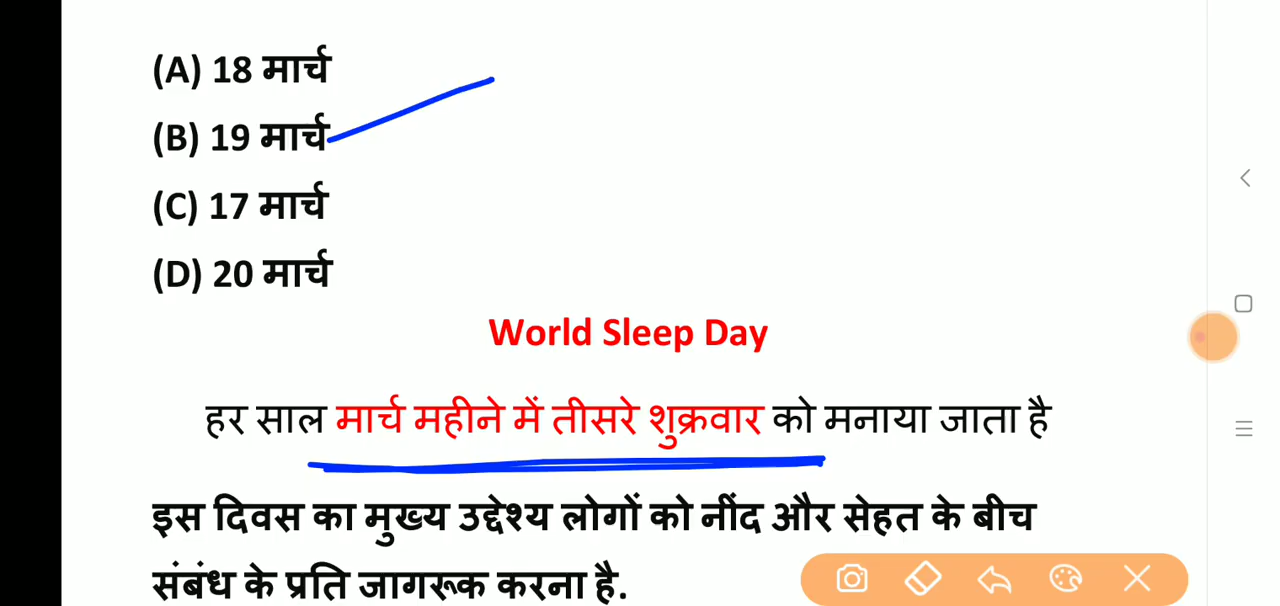 (A) 18 मार्च
(B) 19 मार्च
(C) 17 मार्च
(D) 20 मार्च
World Sleep Day
हर साल मार्च महीने में तीसरे शुक्रवार को मनाया जाता है
इस दिवस का मुख्य उद्देश्य लोगों को नींद और सेहत के बीच
संबंध के प्रति जागरूक करना है.